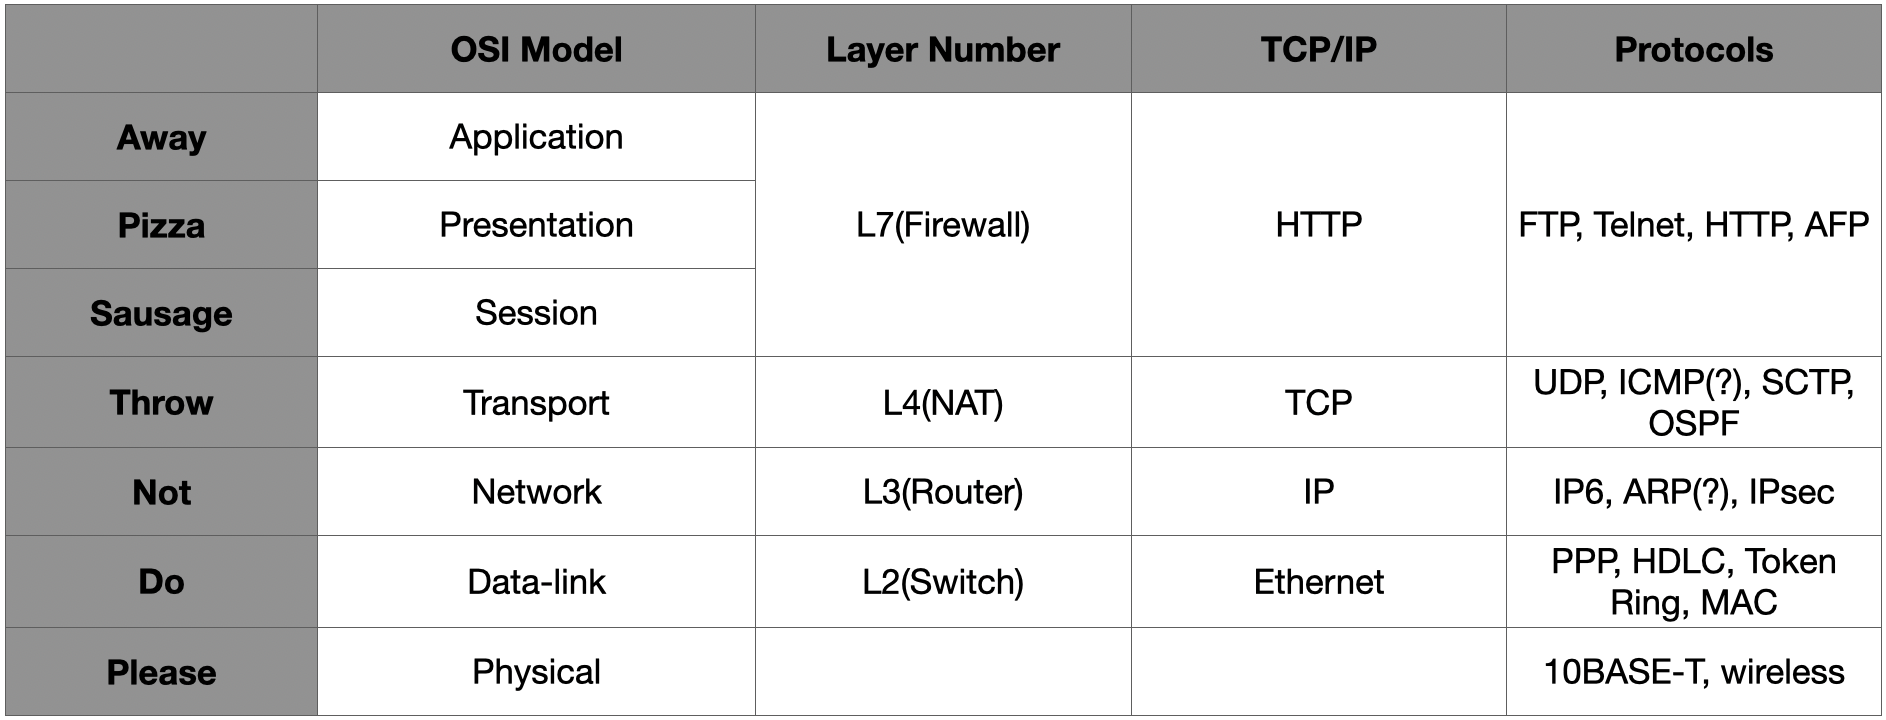 OSI Model Layer Number TCP/IP Protocols
Away Application
Pizza Presentation L7(Firewall) HTTP FTP, Telnet, HTTP, AFP
Sausage Session
Throw Transport L4(NAT) TCP UDP, ICMP(?), SCTP,
OSPF
Not Network L3(Router) IP IP6, ARP(?), IPsec
Do Data-link L2(Switch) Ethernet PPP, HDLC, Token
Ring, MAC
Please Physical 10BASE-T, wireless